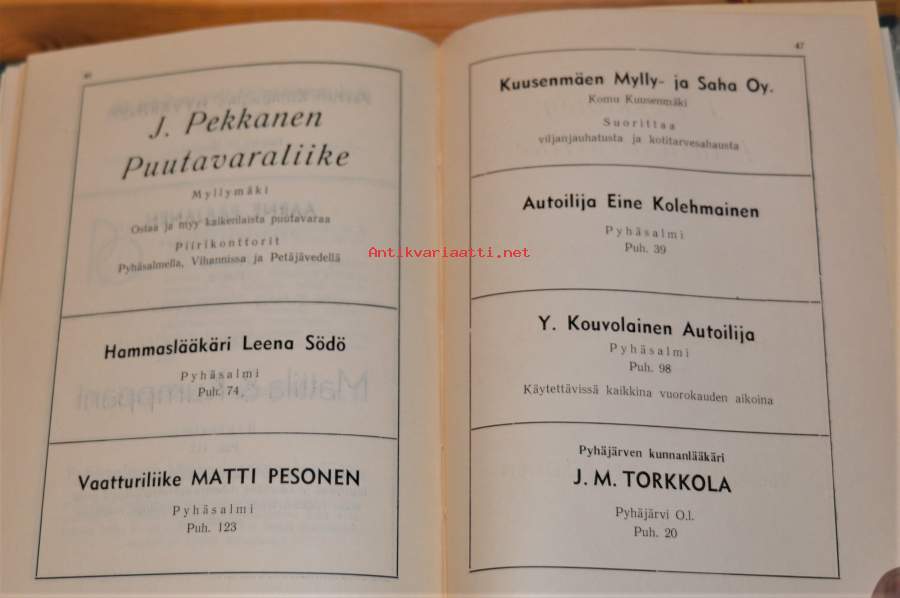 J. Pekkanen
Puutavaraliike
Myllymäki
Ostaa ja myy kaikenlaista puutavaraa
Piirikonttorit
Pyhäsalmella, Vihannissa ja Petäjävedellä
Hammaslääkäri Leena Södö
Pyhäsalmi
Puh. 74
Vaatturiliike MATTI PESONEN
Pyhäsalmi
Puh. 123
47
Kuusenmäen Mylly- ja Saha Oy.
Komu Kuusenmäki
Suorittaa
viljanjauhatusta ja kotitarvesahausta
Autoilija Eine Kolehmainen
Pyhäsalmi
Puh. 39
Y. Kouvolainen Autoilija
Pyhäsalmi
Puh. 98
Käytettävissä kaikkina vuorokauden aikoina
Pyhäjärven kunnanlääkäri
J. M. TORKKOLA
Pyhäjärvi O.l.
Puh. 20
Antikvariaatti.net